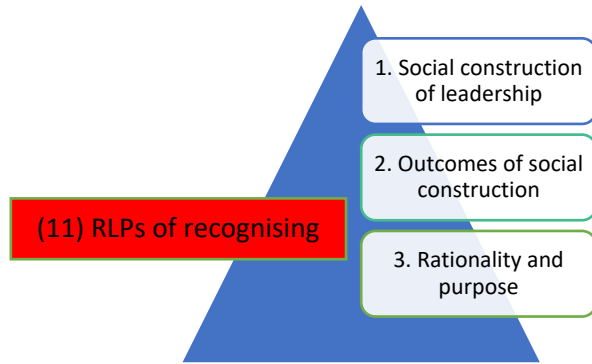 1. Social construction
of leadership
2. Outcomes of social
construction
(11) RLPs of recognising
3. Rationality and
purpose